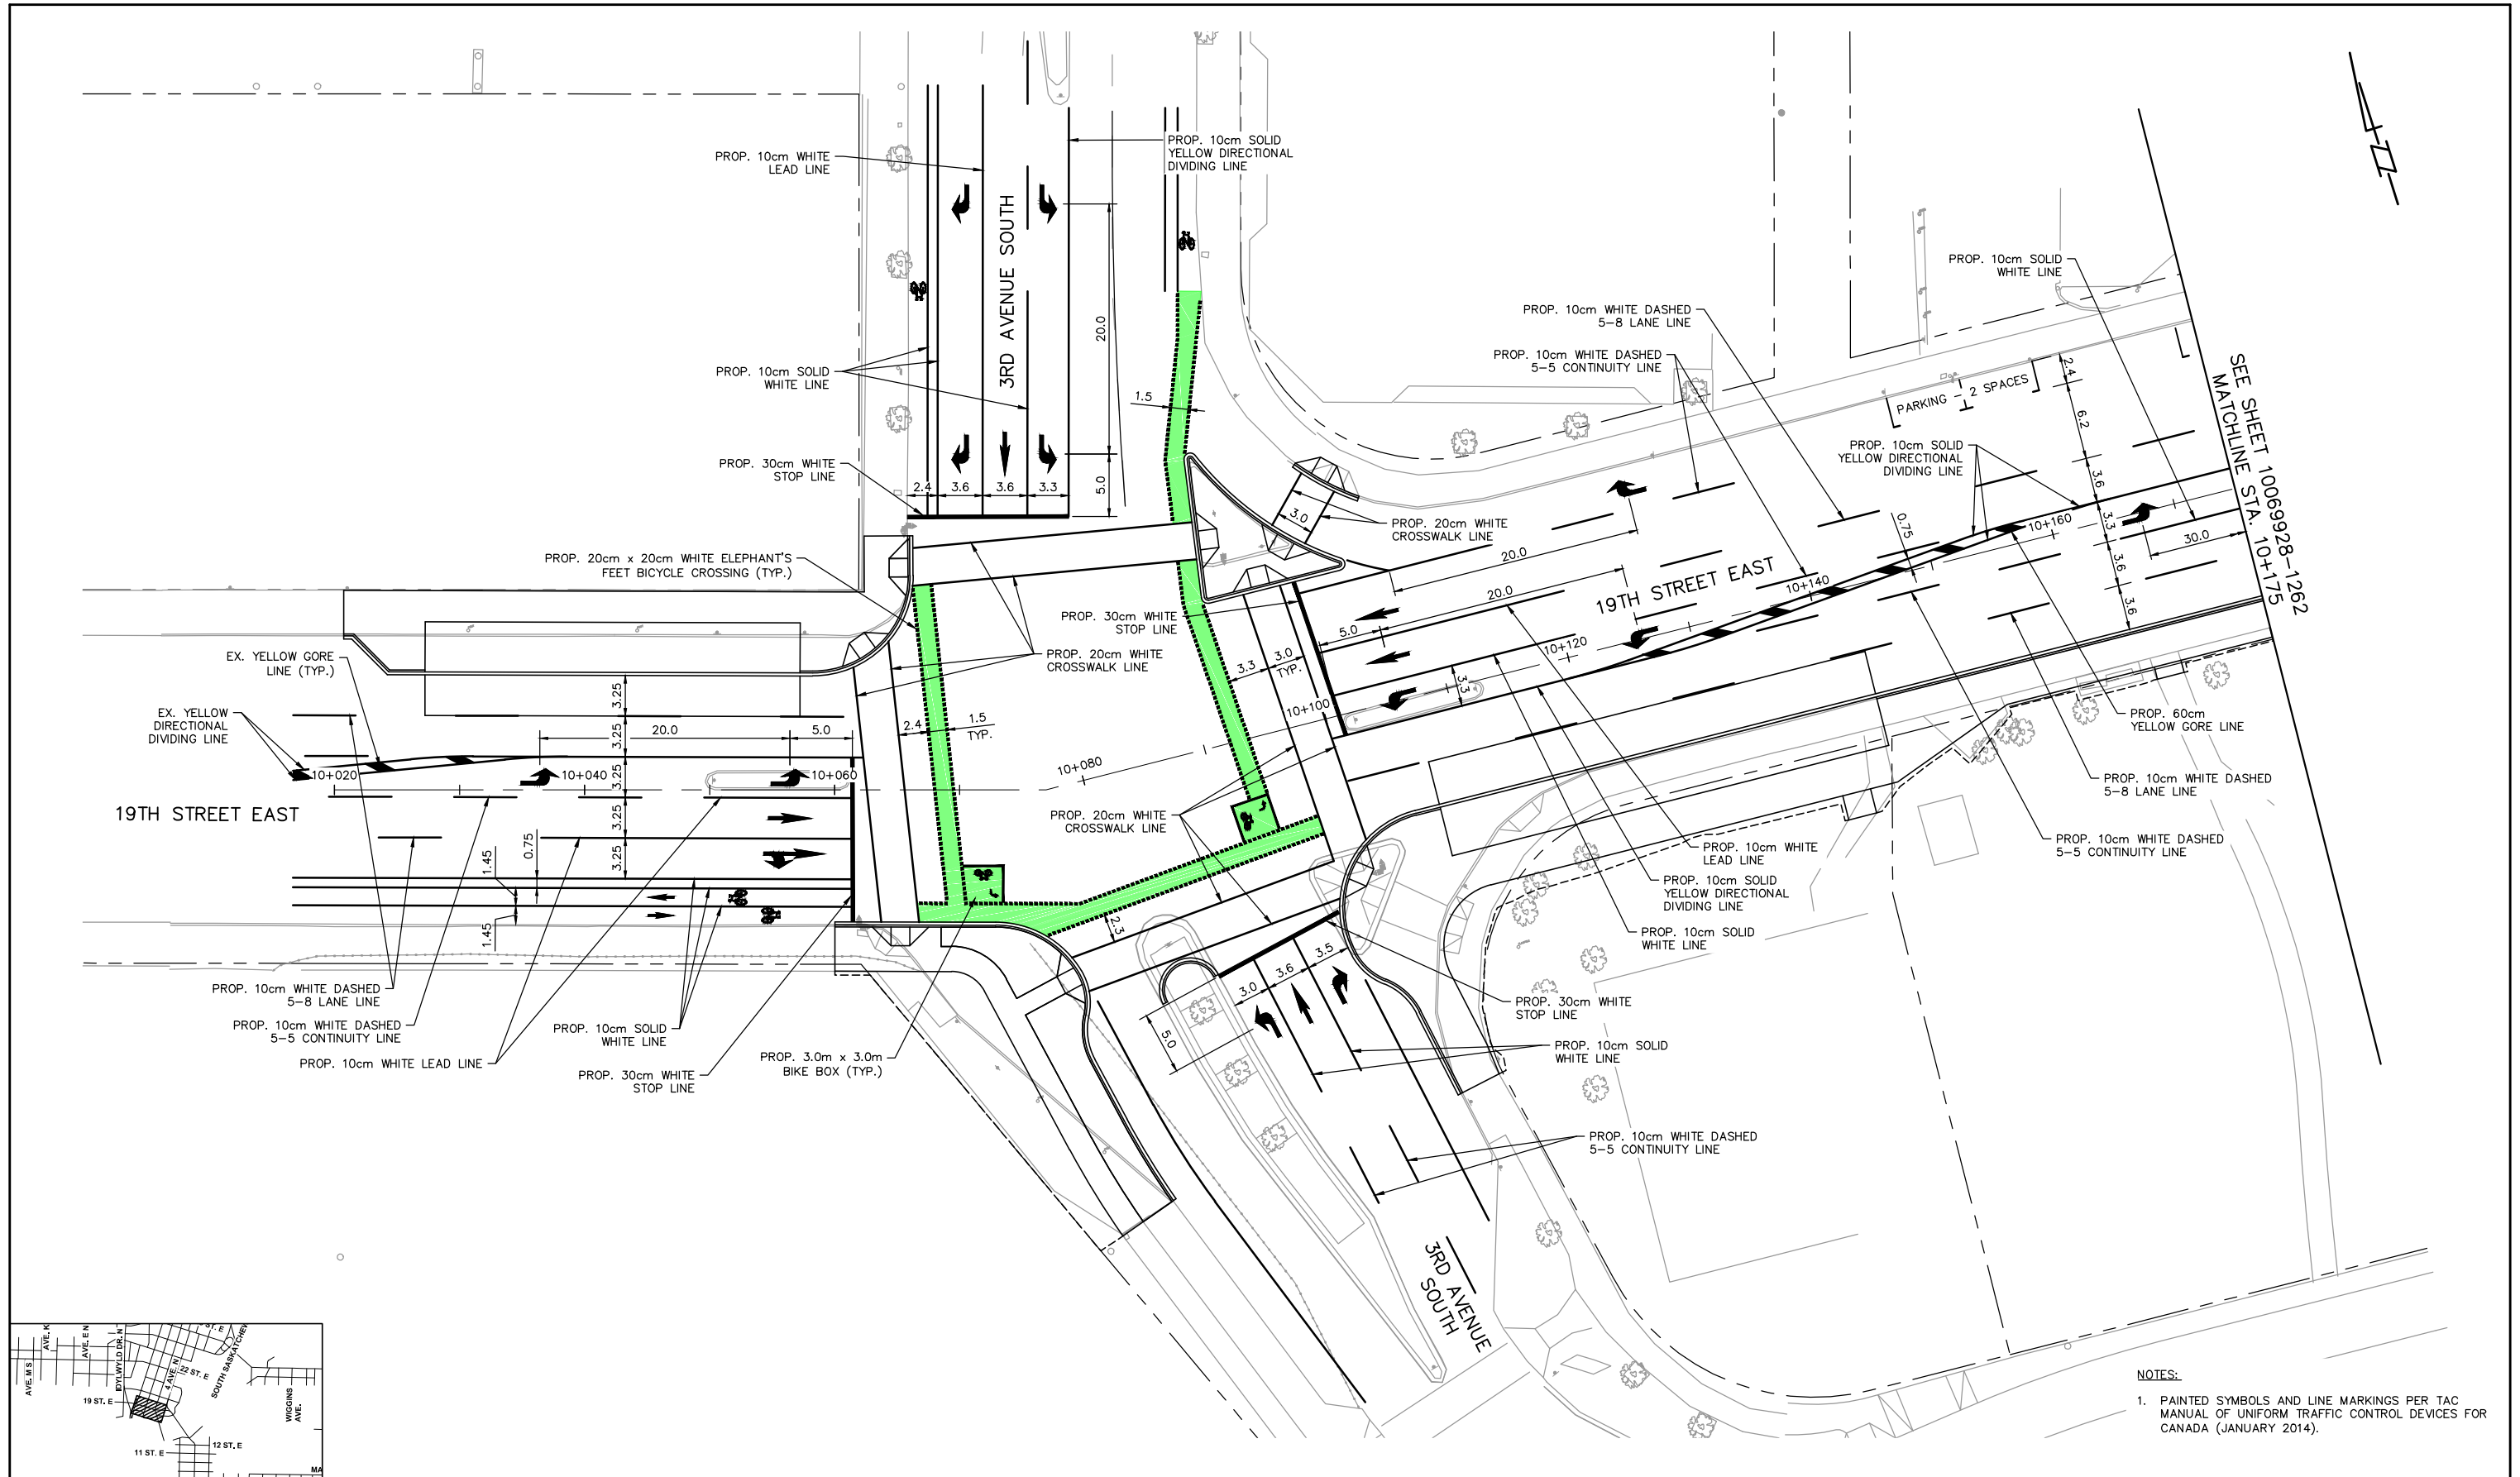 PROP. 10cm WHITE
LEAD LINE
PROP. 10cm SOLID
YELLOW DIRECTIONAL
DIVIDING LINE
3RD AVENUE SOUTH
20.0
PROP. 10cm SOLID
WHITE LINE
1.5
PROP. 30cm WHITE
STOP LINE
2.4
3.6
3.6
3.3
5.0
PROP. 10cm SOLID
WHITE LINE
PROP. 10cm WHITE DASHED
5-8 LANE LINE
PROP. 10cm WHITE DASHED
5-5 CONTINUITY LINE
PARKING - 2 SPACES
2.4
6.2
3.6
3.3
3.6
3.6
SEE SHEET 10069928-1262
MATCHLINE STA. 10+175
PROP. 10cm SOLID
YELLOW DIRECTIONAL
DIVIDING LINE
0.75
10+160
30.0
3.0
PROP. 20cm WHITE
CROSSWALK LINE
20.0
19TH STREET EAST
10+140
20.0
PROP. 20cm x 20cm WHITE ELEPHANT'S
FEET BICYCLE CROSSING (TYP.)
PROP. 30cm WHITE
STOP LINE
5.0
10+120
3.3
PROP. 20cm WHITE
CROSSWALK LINE
3.3
3.0
TYP.
10+100
EX. YELLOW GORE
LINE (TYP.)
EX. YELLOW
DIRECTIONAL
DIVIDING LINE
3.25
3.25
3.25
3.25
3.25
20.0
5.0
2.4
1.5
TYP.
10+020
10+040
10+060
10+080
19TH STREET EAST
1.45
0.75
1.45
PROP. 20cm WHITE
CROSSWALK LINE
PROP. 60cm
YELLOW GORE LINE
PROP. 10cm WHITE DASHED
5-8 LANE LINE
PROP. 10cm WHITE DASHED
5-5 CONTINUITY LINE
PROP. 10cm WHITE
LEAD LINE
PROP. 10cm SOLID
YELLOW DIRECTIONAL
DIVIDING LINE
PROP. 10cm SOLID
WHITE LINE
2.3
3.0
3.6
3.5
5.0
PROP. 30cm WHITE
STOP LINE
PROP. 10cm SOLID
WHITE LINE
PROP. 10cm WHITE DASHED
5-8 LANE LINE
PROP. 10cm WHITE DASHED
5-5 CONTINUITY LINE
PROP. 10cm WHITE LEAD LINE
PROP. 10cm SOLID
WHITE LINE
PROP. 30cm WHITE
STOP LINE
PROP. 3.0m x 3.0m
BIKE BOX (TYP.)
PROP. 10cm WHITE DASHED
5-5 CONTINUITY LINE
3RD AVENUE
SOUTH
AVE. M S
AVE. K
AVE. E N
IDYLWYLD DR. N
4 AVE. N
22 ST. E
WIGGINS
AVE.
19 ST. E
12 ST. E
11 ST. E
NOTES:
1. PAINTED SYMBOLS AND LINE MARKINGS PER TAC
MANUAL OF UNIFORM TRAFFIC CONTROL DEVICES FOR
CANADA (JANUARY 2014).